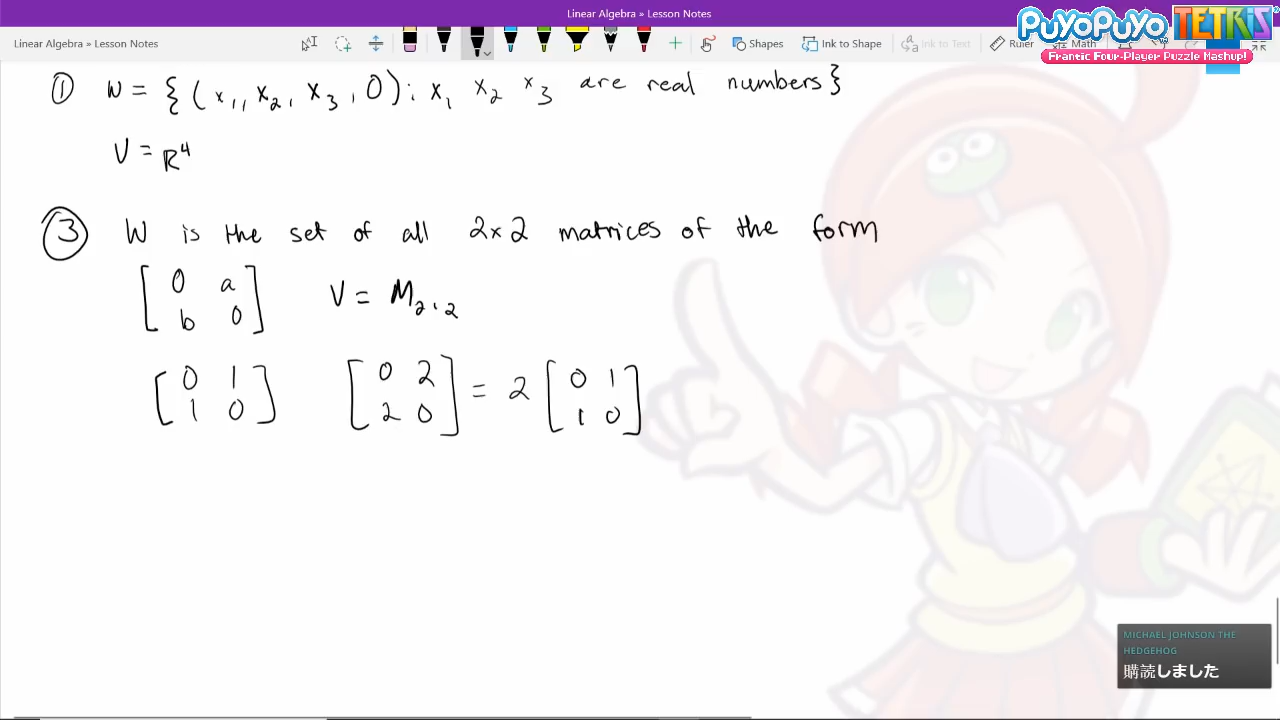 Linear Algebra » Lesson Notes
Linear Algebra » Lesson Notes
Shapes
Ink to Shape
Ink to Text
Ruler
Math
PUYOPUYO TETRIS
Frantic Four-Player Puzzle Mashup!
① W = {(x₁, x₂, x₃, 0): x₁ x₂ x₃ are real numbers}
V = ℝ⁴
③ W is the set of all 2×2 matrices of the form
[0 a
b 0] V = M₂,₂
[0 1
1 0] [0 2
2 0] = 2 [0 1
1 0]
MICHAEL JOHNSON THE
HEDGEHOG
購読しました